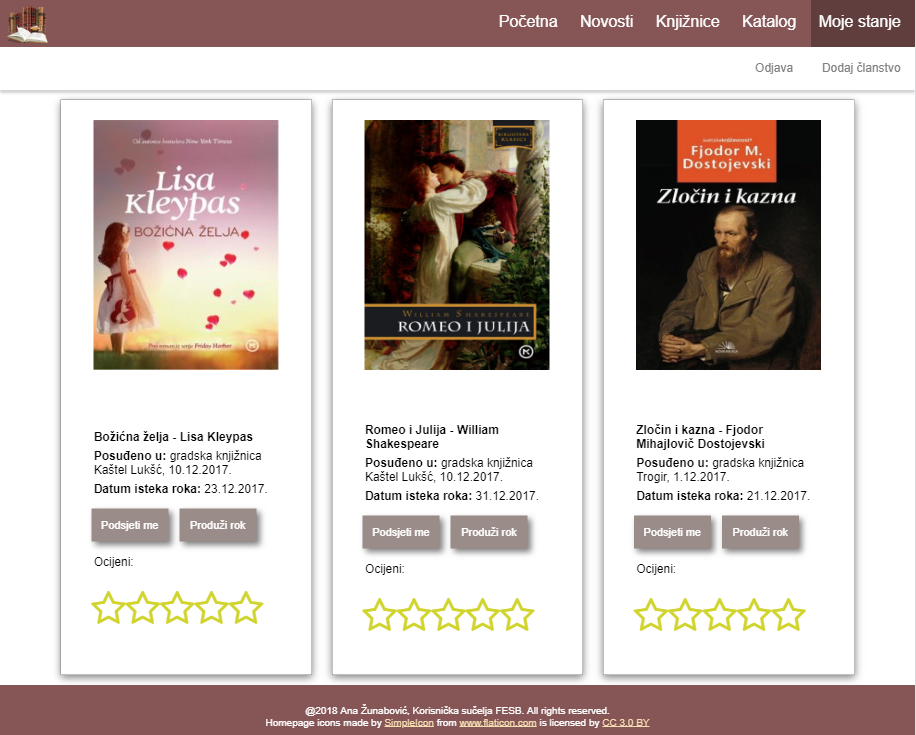 Početna Novosti Knjižnice Katalog Moje stanje
Odjava Dodaj članstvo
Od autorice bestselera New York Timesa
Lisa
Kleypas
BOŽIĆNA ŽELJA
Prvi roman iz serije Friday Harbor
Božićna želja - Lisa Kleypas
Posuđeno u: gradska knjižnica
Kaštel Lukšć, 10.12.2017.
Datum isteka roka: 23.12.2017.
Podsjeti me Produži rok
Ocijeni:
WILLIAM SHAKESPEARE
ROMEO I JULIJA
Romeo i Julija - William
Shakespeare
Posuđeno u: gradska knjižnica
Kaštel Lukšć, 10.12.2017.
Datum isteka roka: 31.12.2017.
Podsjeti me Produži rok
Ocijeni:
Fjodor M.
Dostojevski
Zločin i kazna
Zločin i kazna - Fjodor
Mihajlovič Dostojevski
Posuđeno u: gradska knjižnica
Trogir, 1.12.2017.
Datum isteka roka: 21.12.2017.
Podsjeti me Produži rok
Ocijeni:
@2018 Ana Žunabović, Korisnička sučelja FESB. All rights reserved.
Homepage icons made by SimpleIcon from www.flaticon.com is licensed by CC 3.0 BY